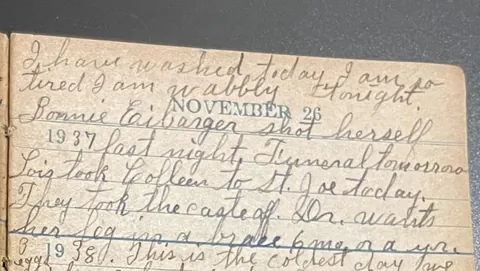 I have washed today I am so
tired I am wabbly tonight.
NOVEMBER 26
Bonnie Eibarger shot herself
1937 last night. Funeral tomorrow
Lois took Colleen to St. Joe today.
They took the cast off. Dr. wants
her leg in a brace 6 mo. or a yr.
1938. This is the coldest day we